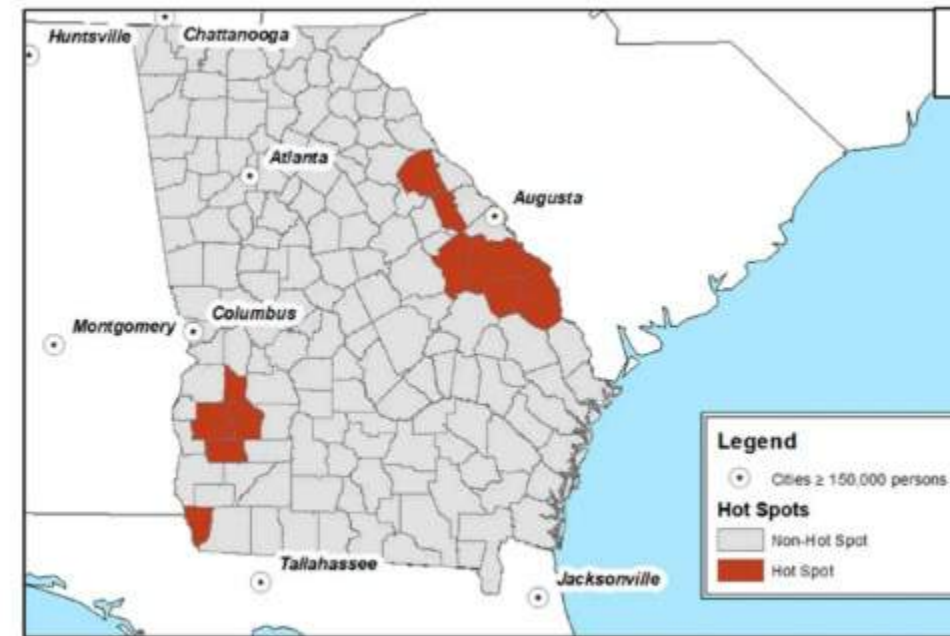 Huntsville
Chattanooga
Atlanta
Augusta
Columbus
Montgomery
Legend
Cities ≥ 150,000 persons
Hot Spots
Non-Hot Spot
Hot Spot
Tallahassee
Jacksonville